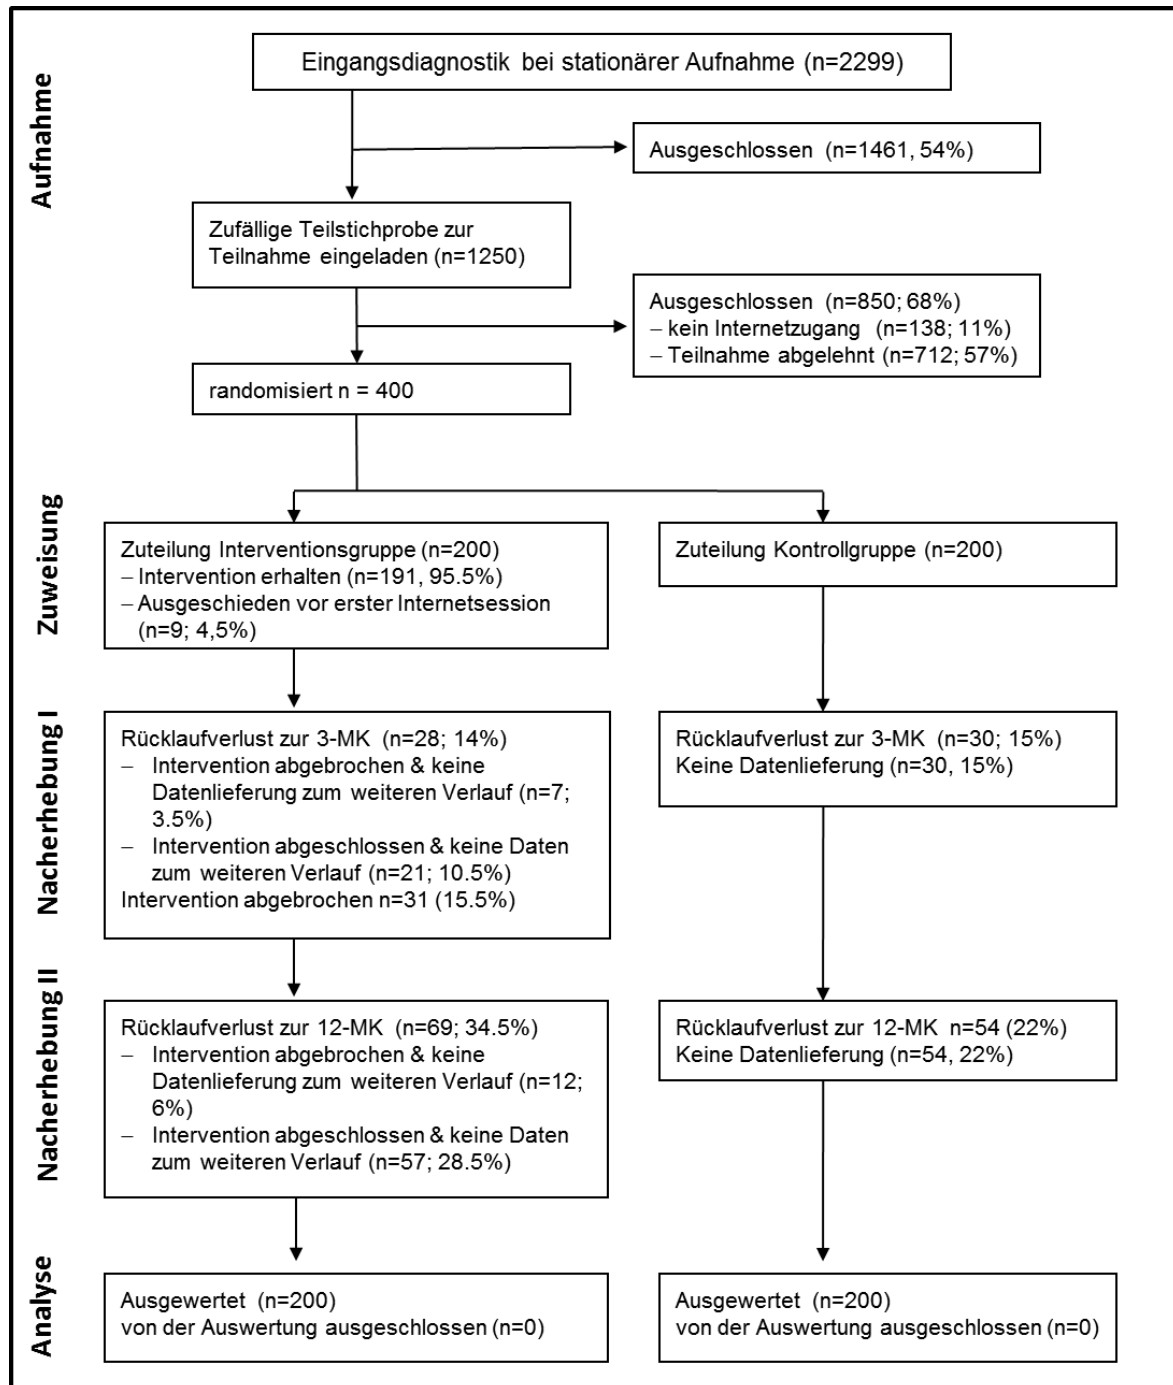 Aufnahme
Eingangsdiagnostik bei stationärer Aufnahme (n=2299)
Ausgeschlossen (n=1461, 54%)
Zufällige Teilstichprobe zur
Teilnahme eingeladen (n=1250)
Ausgeschlossen (n=850; 68%)
– kein Internetzugang (n=138; 11%)
– Teilnahme abgelehnt (n=712; 57%)
randomisiert n = 400
Zuweisung
Zuteilung Interventionsgruppe (n=200)
– Intervention erhalten (n=191, 95.5%)
– Ausgeschieden vor erster Internetsession
(n=9; 4,5%)
Zuteilung Kontrollgruppe (n=200)
Nacherhebung I
Rücklaufverlust zur 3-MK (n=28; 14%)
– Intervention abgebrochen & keine
Datenlieferung zum weiteren Verlauf (n=7;
3.5%)
– Intervention abgeschlossen & keine Daten
zum weiteren Verlauf (n=21; 10.5%)
Intervention abgebrochen n=31 (15.5%)
Rücklaufverlust zur 3-MK (n=30; 15%)
Keine Datenlieferung (n=30, 15%)
Nacherhebung II
Rücklaufverlust zur 12-MK (n=69; 34.5%)
– Intervention abgebrochen & keine
Datenlieferung zum weiteren Verlauf (n=12;
6%)
– Intervention abgeschlossen & keine Daten
zum weiteren Verlauf (n=57; 28.5%)
Rücklaufverlust zur 12-MK n=54 (22%)
Keine Datenlieferung (n=54, 22%)
Analyse
Ausgewertet (n=200)
von der Auswertung ausgeschlossen (n=0)
Ausgewertet (n=200)
von der Auswertung ausgeschlossen (n=0)